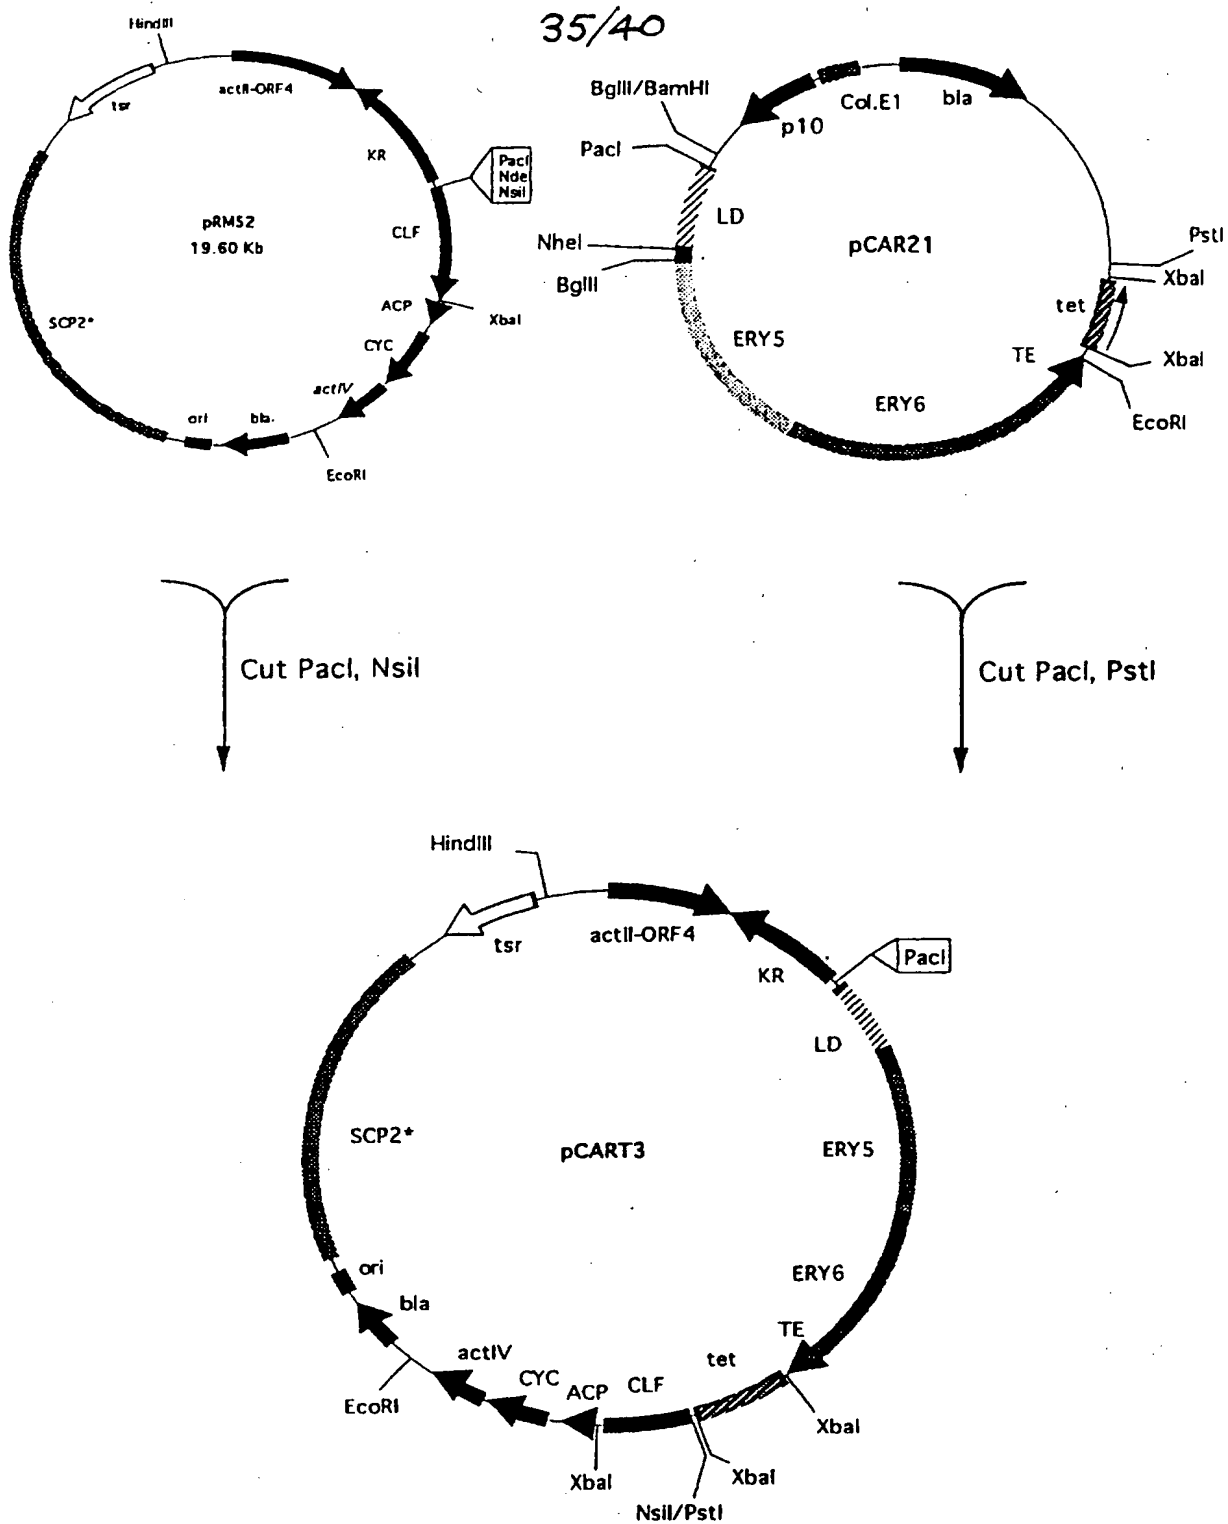 35/40
HindIII
tsr
actII-ORF4
KR
PacI
Nde
NsiI
pRM52
19.60 Kb
CLF
ACP
XbaI
CYC
actIV
SCP2*
ori
bla
EcoRI
BglII/BamHI
PacI
p10
Col.E1
bla
LD
NheI
BglII
pCAR21
PstI
XbaI
tet
XbaI
TE
EcoRI
ERY5
ERY6
Cut PacI, NsiI
Cut PacI, PstI
HindIII
tsr
actII-ORF4
KR
PacI
LD
SCP2*
pCART3
ERY5
ERY6
ori
bla
TE
tet
actIV
CYC
ACP
CLF
EcoRI
XbaI
XbaI
XbaI
NsiI/PstI